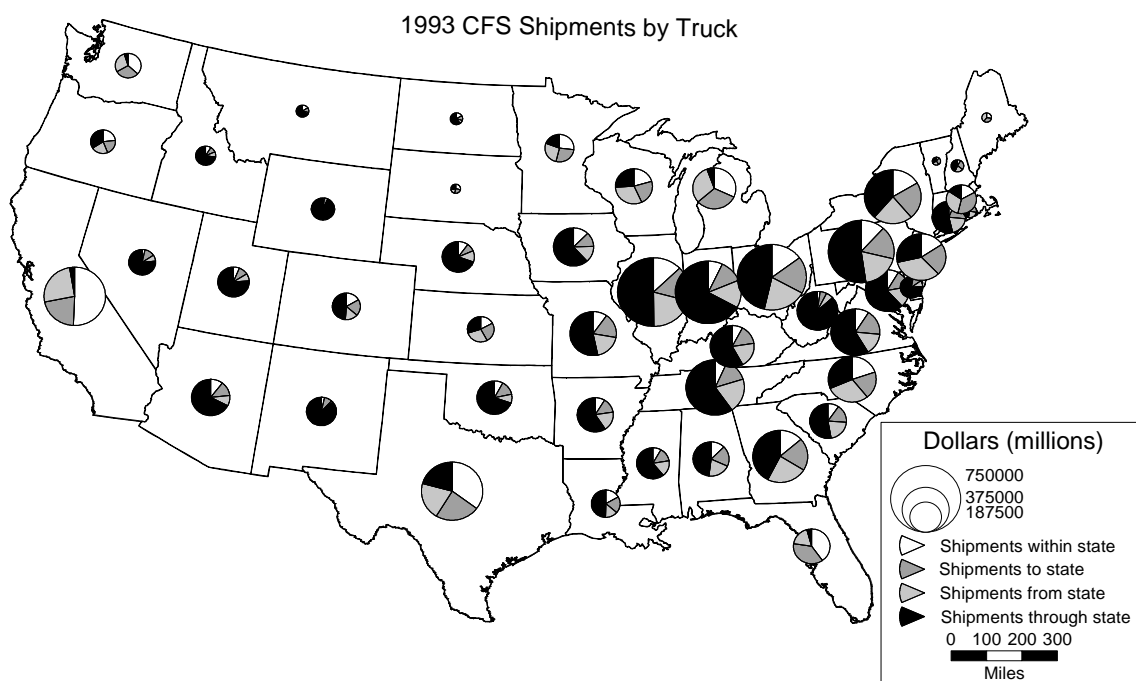 1993 CFS Shipments by Truck
Dollars (millions)
750000
375000
187500
Shipments within state
Shipments to state
Shipments from state
Shipments through state
0 100 200 300
Miles